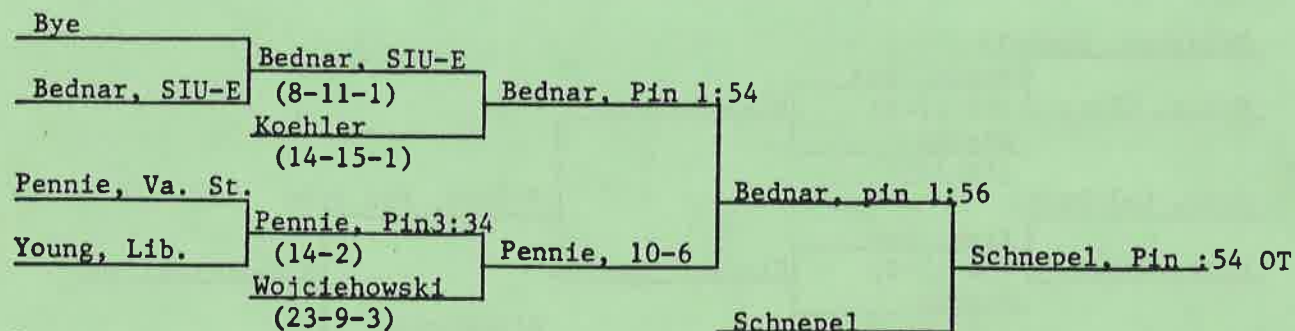 Bye
Bednar, SIU-E
Bednar, SIU-E
(8-11-1)
Bednar, Pin 1:54
Koehler
(14-15-1)
Pennie, Va. St.
Bednar, pin 1:56
Pennie, Pin3:34
Young, Lib.
(14-2)
Pennie, 10-6
Schnepel, Pin :54 OT
Wojciehowski
(23-9-3)
Schnepel